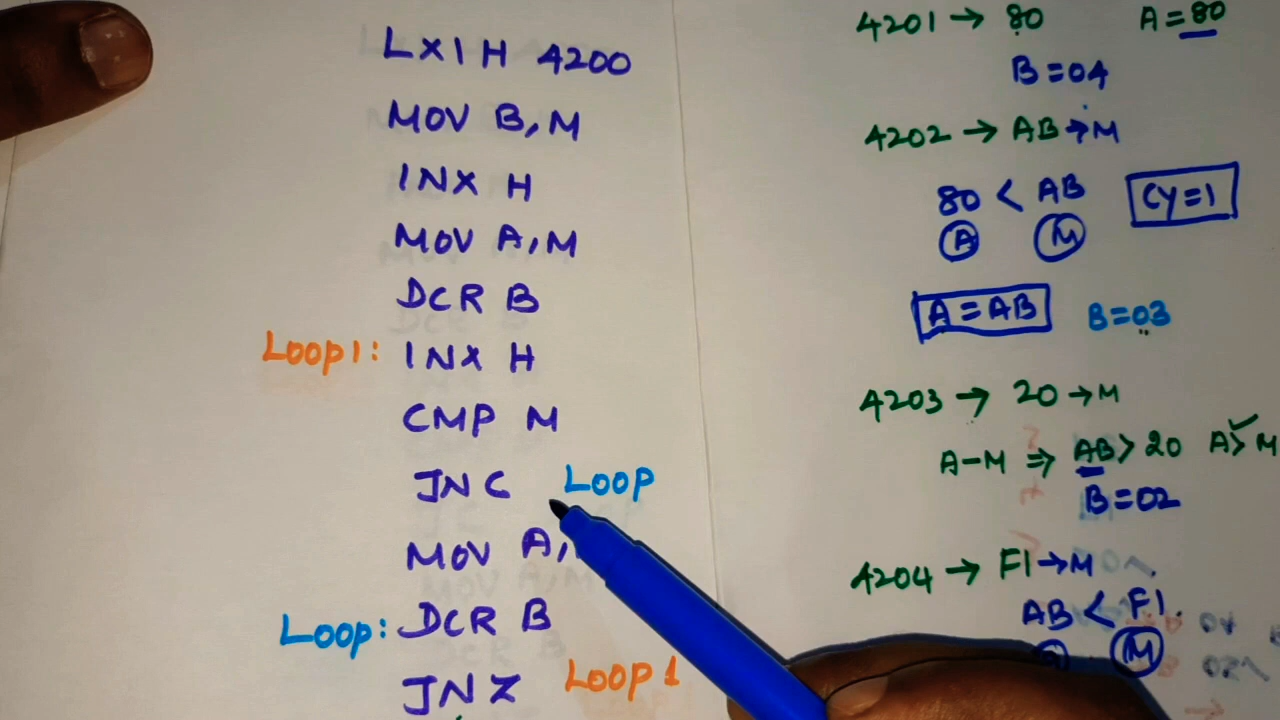 LXI H 4200
MOV B,M
INX H
MOV A,M
DCR B
Loop1: INX H
CMP M
JNC LOOP
MOV A,
Loop: DCR B
JNZ LOOP1
4201 → 80 A = 80
B = 04
4202 → AB → M
80 < AB CY=1
A M
A = AB B = 03
4203 → 20 → M
A-M ⇒ AB > 20 A > M
B = 02
4204 → F1 → M
AB < F1.
M